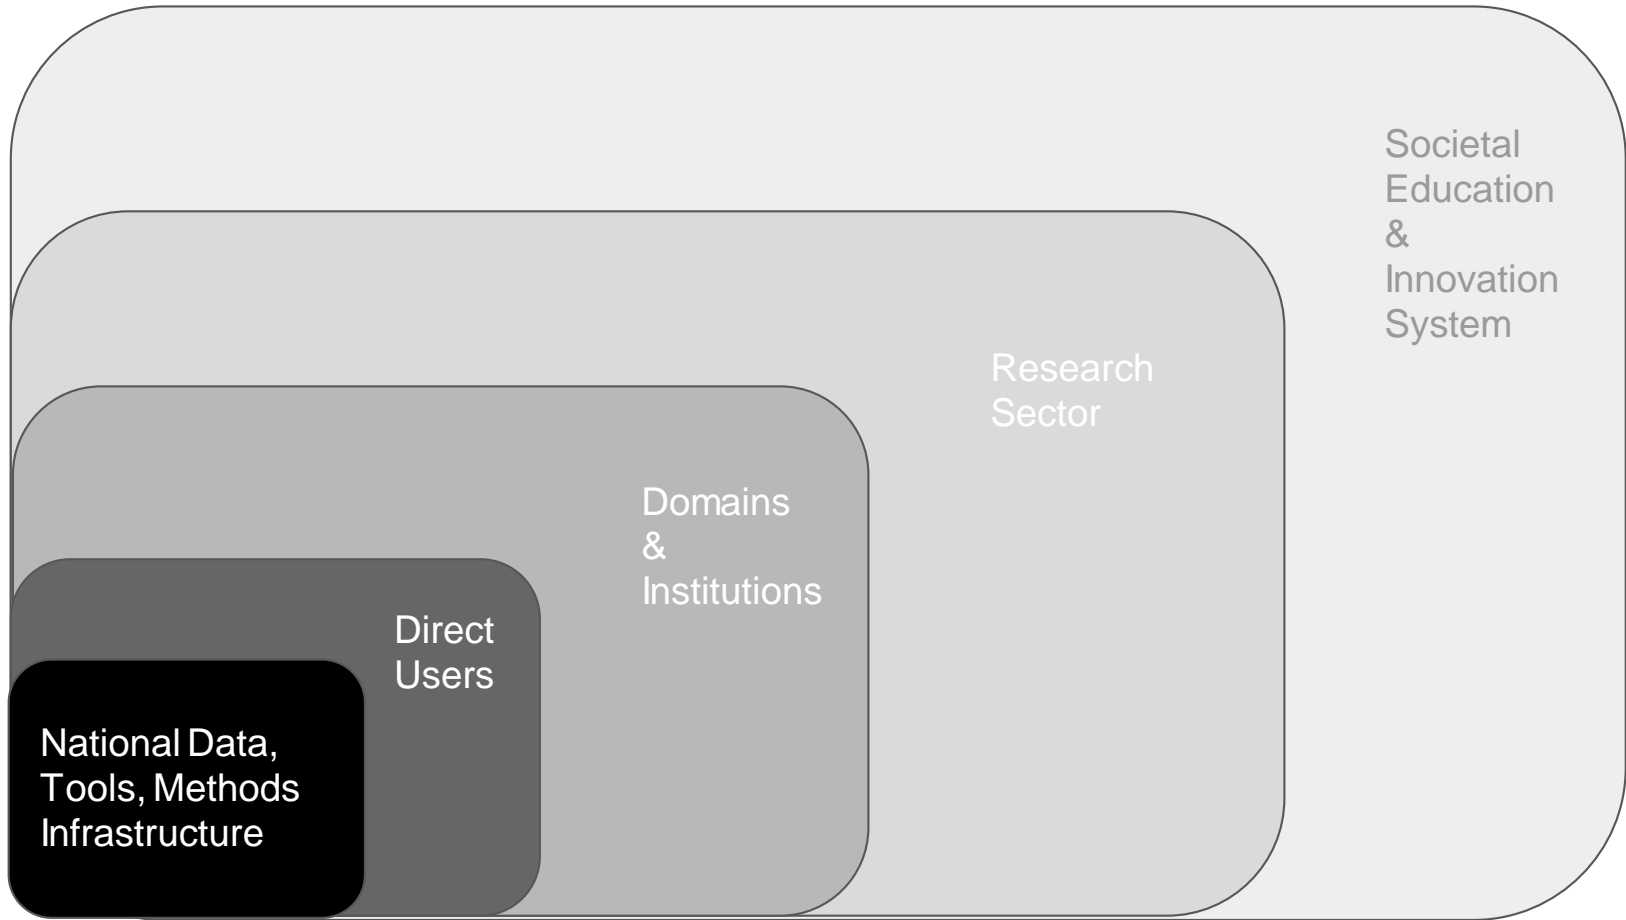 Societal
Education
&
Innovation
System
Research
Sector
Domains
&
Institutions
Direct
Users
National Data,
Tools, Methods
Infrastructure